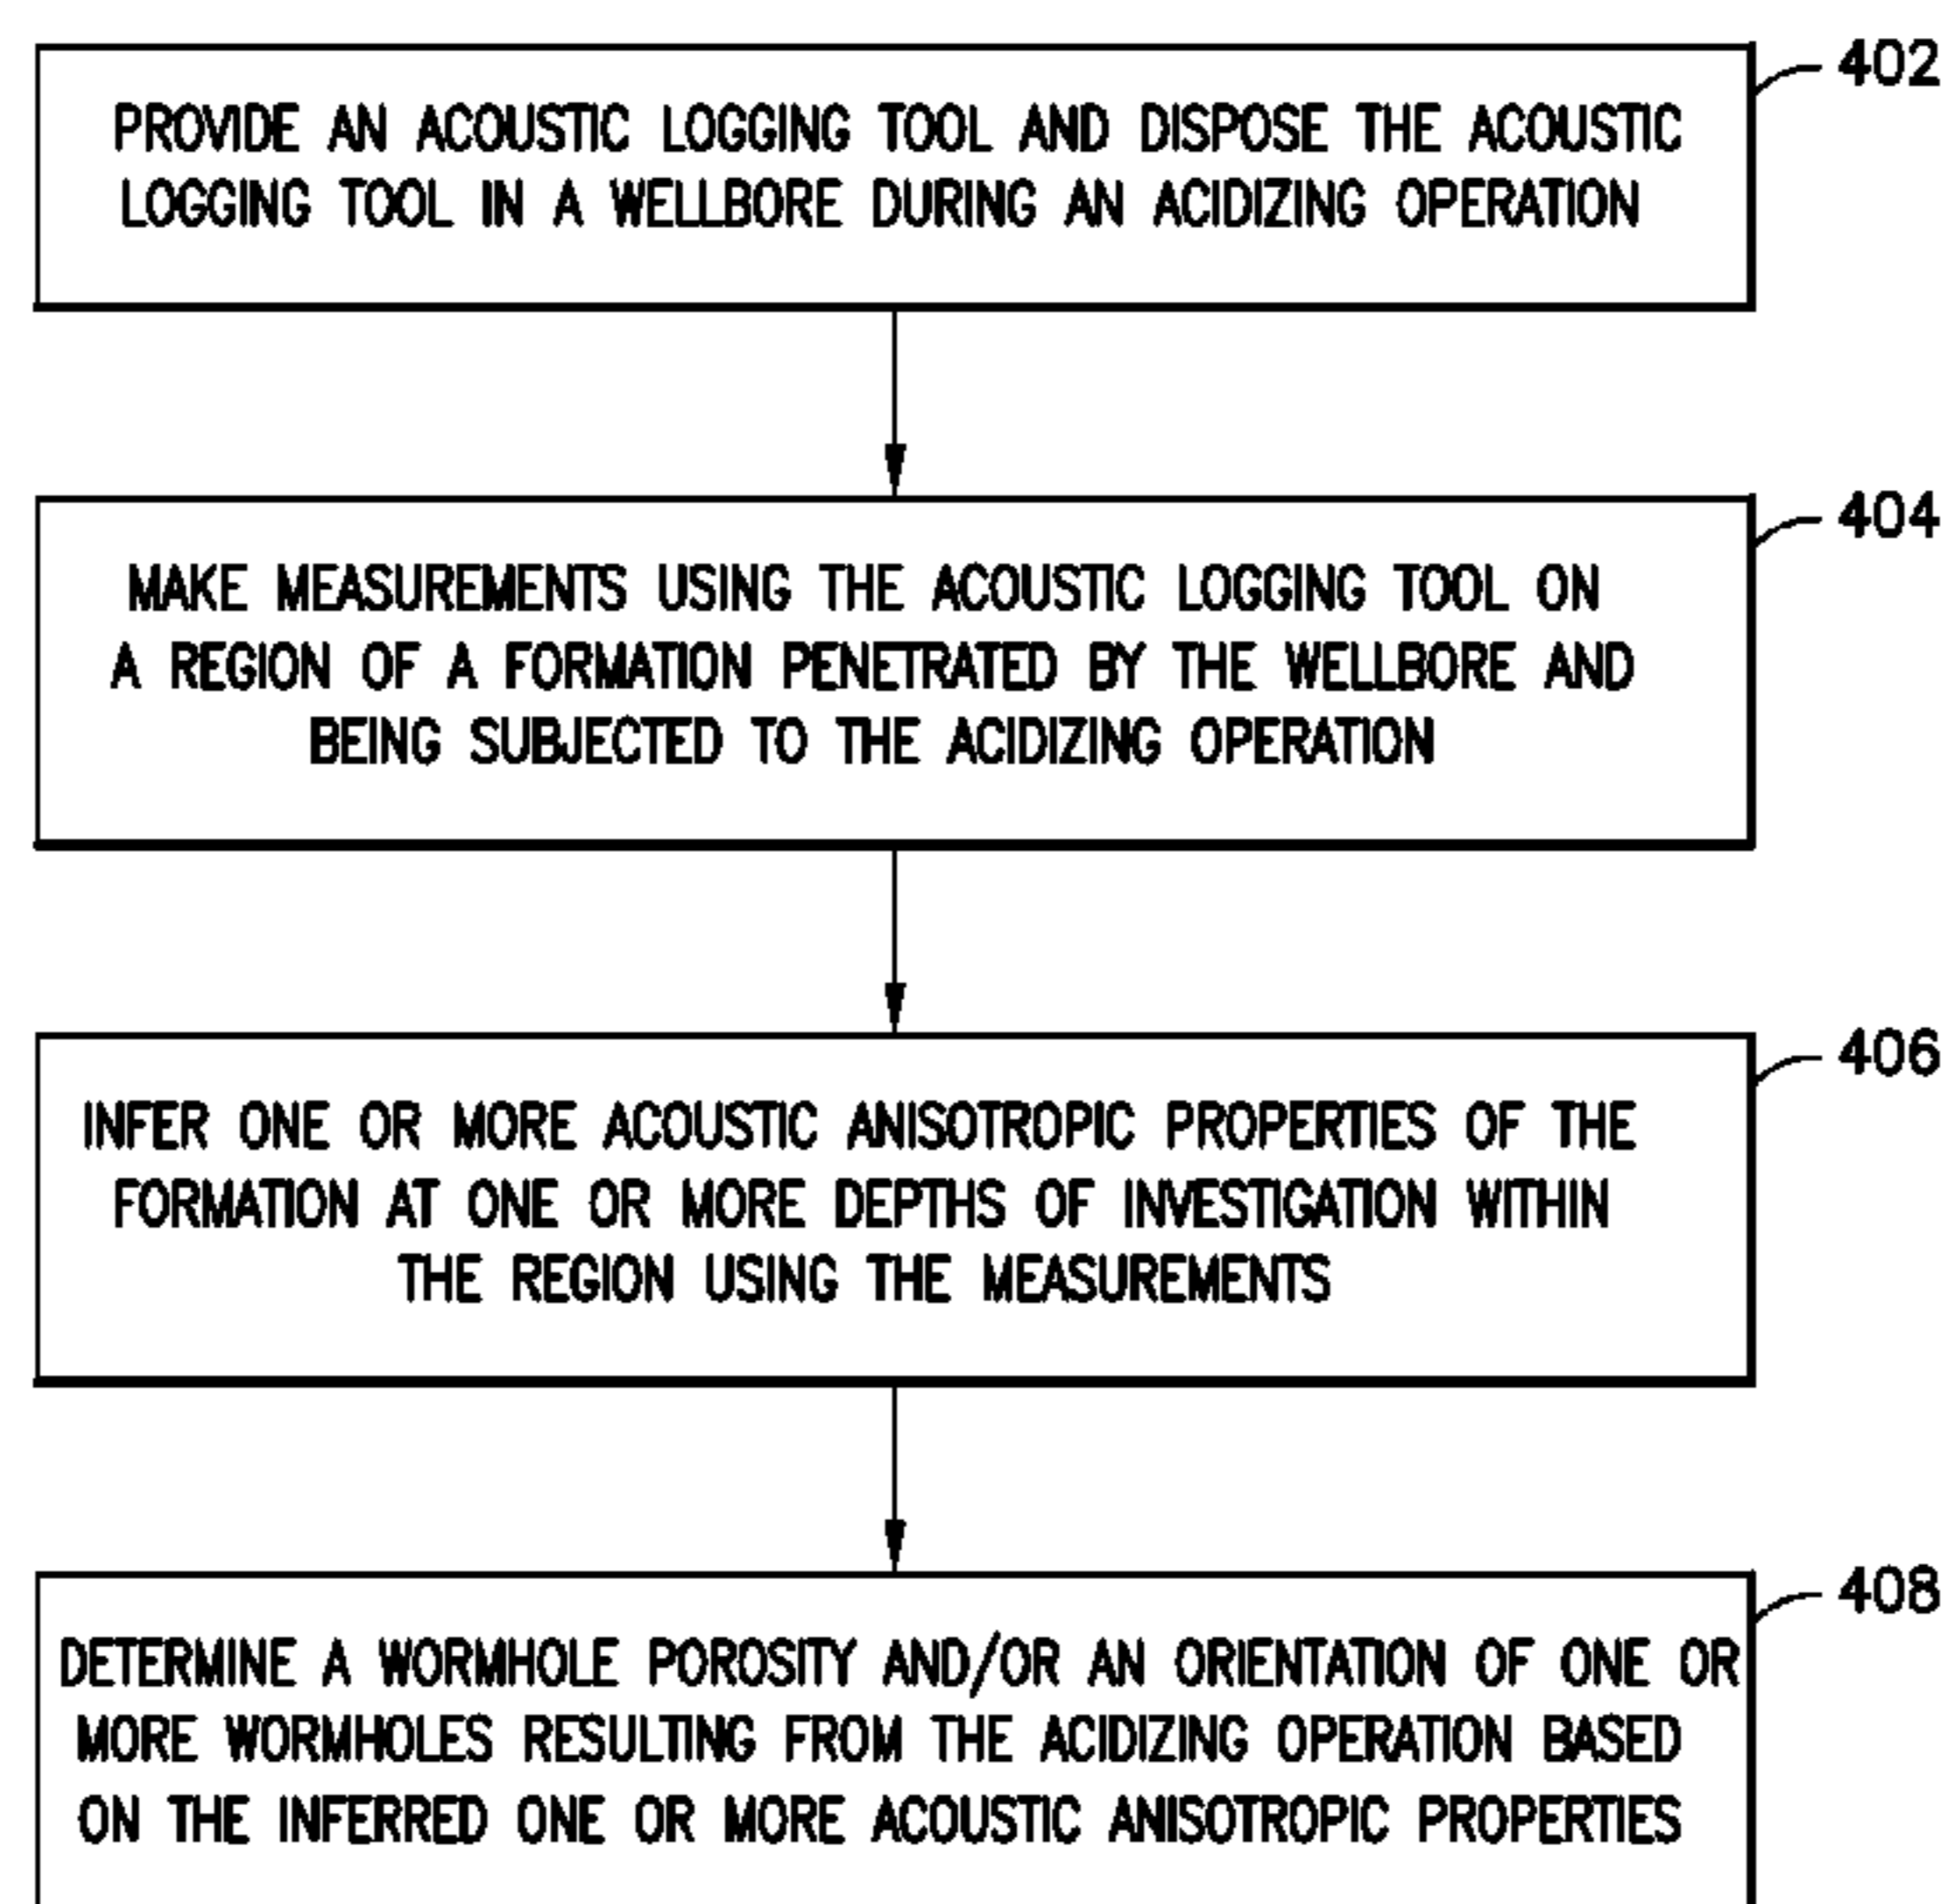 402
PROVIDE AN ACOUSTIC LOGGING TOOL AND DISPOSE THE ACOUSTIC
LOGGING TOOL IN A WELLBORE DURING AN ACIDIZING OPERATION
404
MAKE MEASUREMENTS USING THE ACOUSTIC LOGGING TOOL ON
A REGION OF A FORMATION PENETRATED BY THE WELLBORE AND
BEING SUBJECTED TO THE ACIDIZING OPERATION
406
INFER ONE OR MORE ACOUSTIC ANISOTROPIC PROPERTIES OF THE
FORMATION AT ONE OR MORE DEPTHS OF INVESTIGATION WITHIN
THE REGION USING THE MEASUREMENTS
408
DETERMINE A WORMHOLE POROSITY AND/OR AN ORIENTATION OF ONE OR
MORE WORMHOLES RESULTING FROM THE ACIDIZING OPERATION BASED
ON THE INFERRED ONE OR MORE ACOUSTIC ANISOTROPIC PROPERTIES